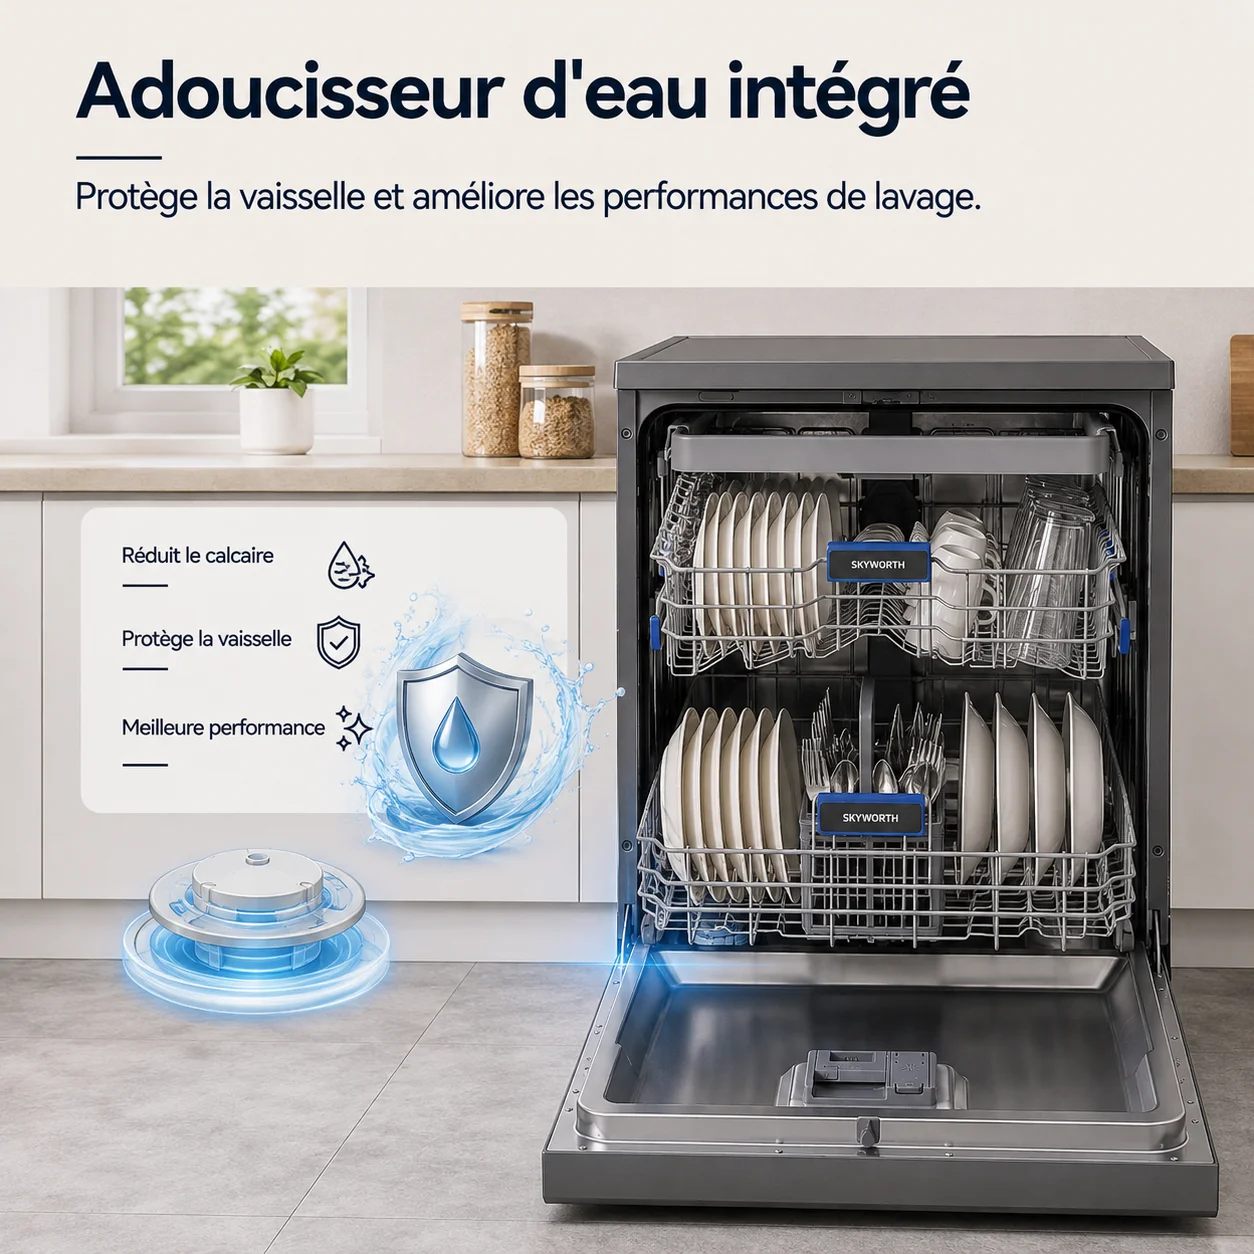 Adoucisseur d'eau intégré
Protège la vaisselle et améliore les performances de lavage.
Réduit le calcaire
Protège la vaisselle
Meilleure performance
SKYWORTH
SKYWORTH